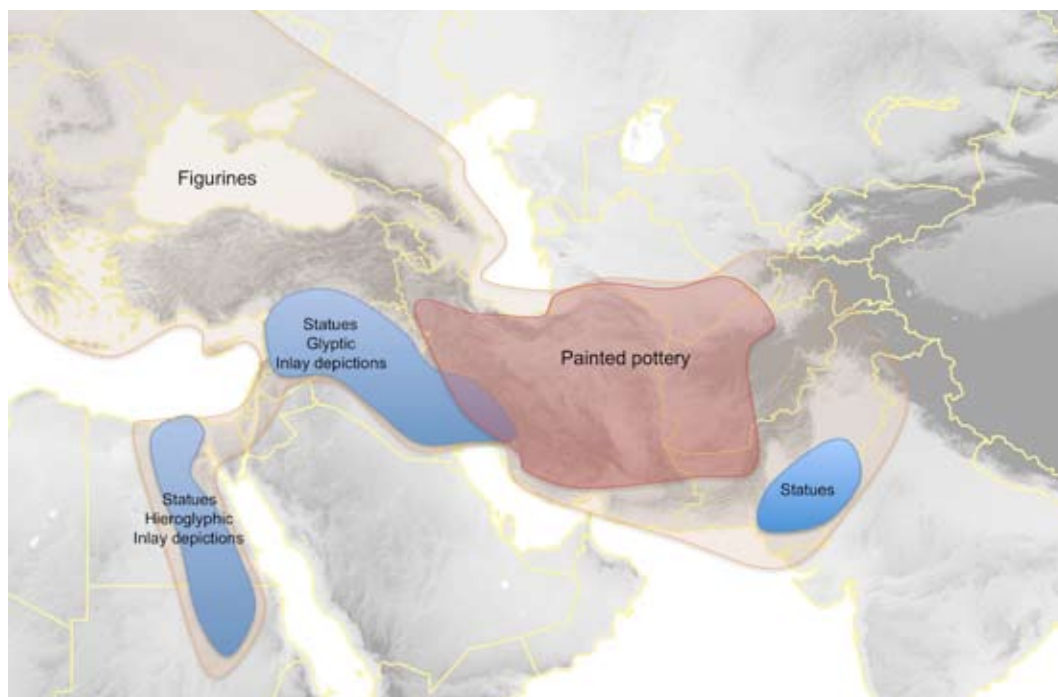 Figurines
Statues
Glyptic
Inlay depictions
Painted pottery
Statues
Statues
Hieroglyphic
Inlay depictions